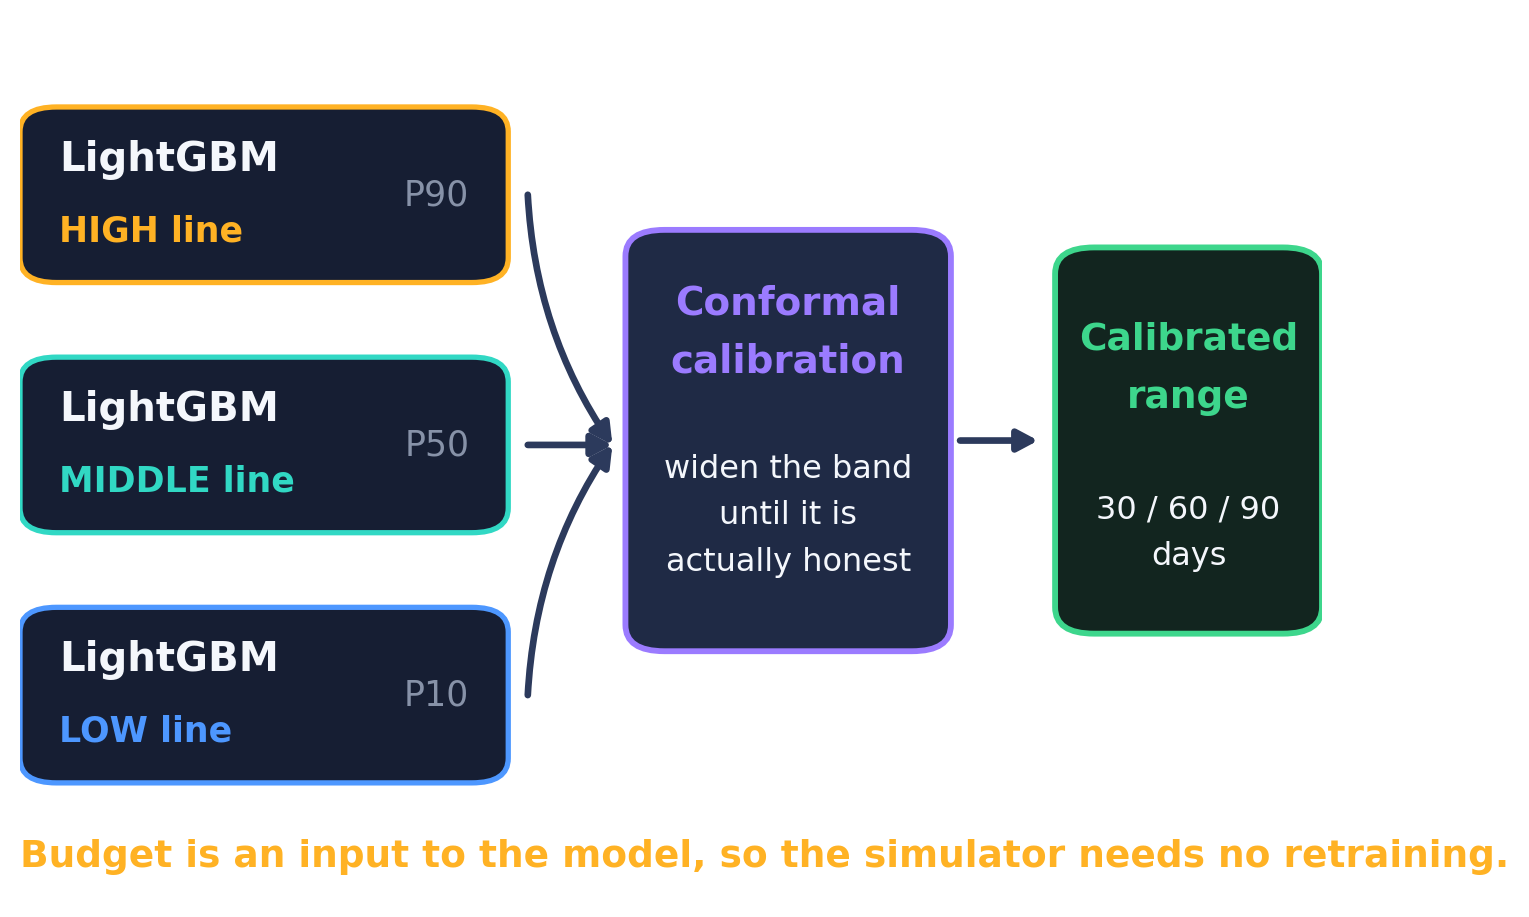 LightGBM
HIGH line
P90
LightGBM
MIDDLE line
P50
LightGBM
LOW line
P10
Conformal
calibration
widen the band
until it is
actually honest
Calibrated
range
30 / 60 / 90
days
Budget is an input to the model, so the simulator needs no retraining.